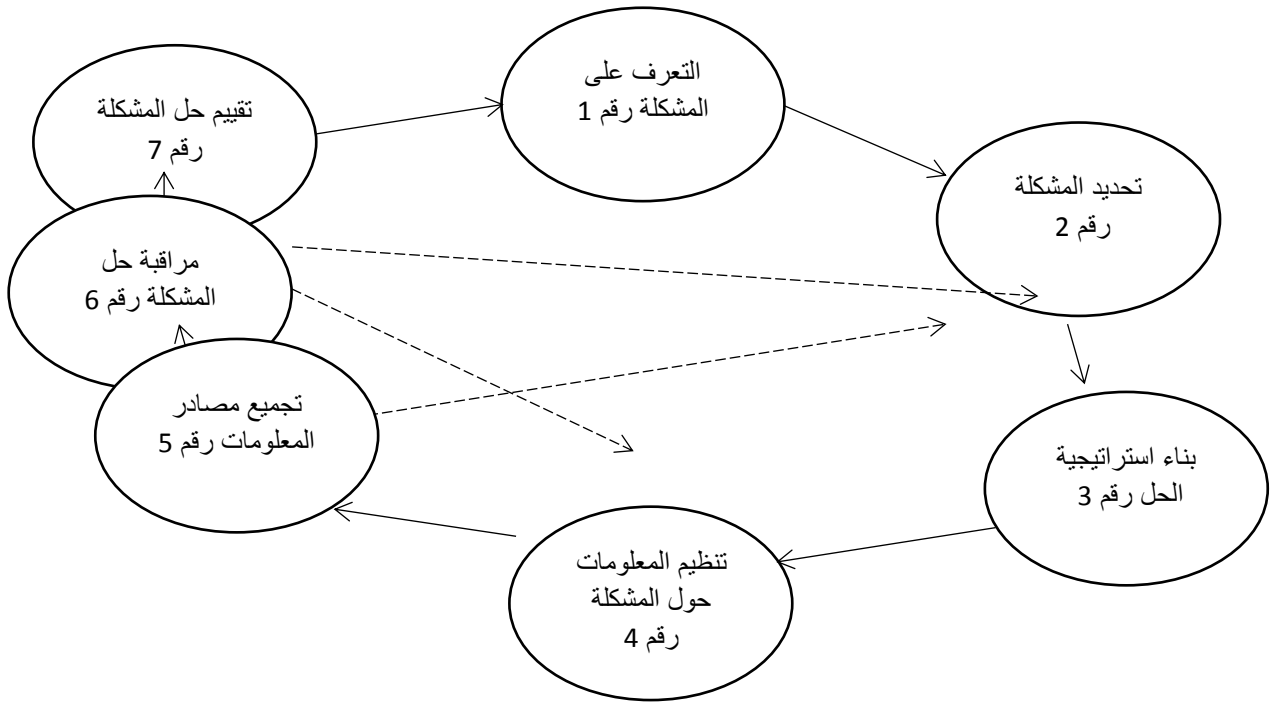 التعرف على
المشكلة رقم 1
تحديد المشكلة
رقم 2
بناء استراتيجية
الحل رقم 3
تنظيم المعلومات
حول المشكلة
رقم 4
تجميع مصادر
المعلومات رقم 5
مراقبة حل
المشكلة رقم 6
تقييم حل المشكلة
رقم 7